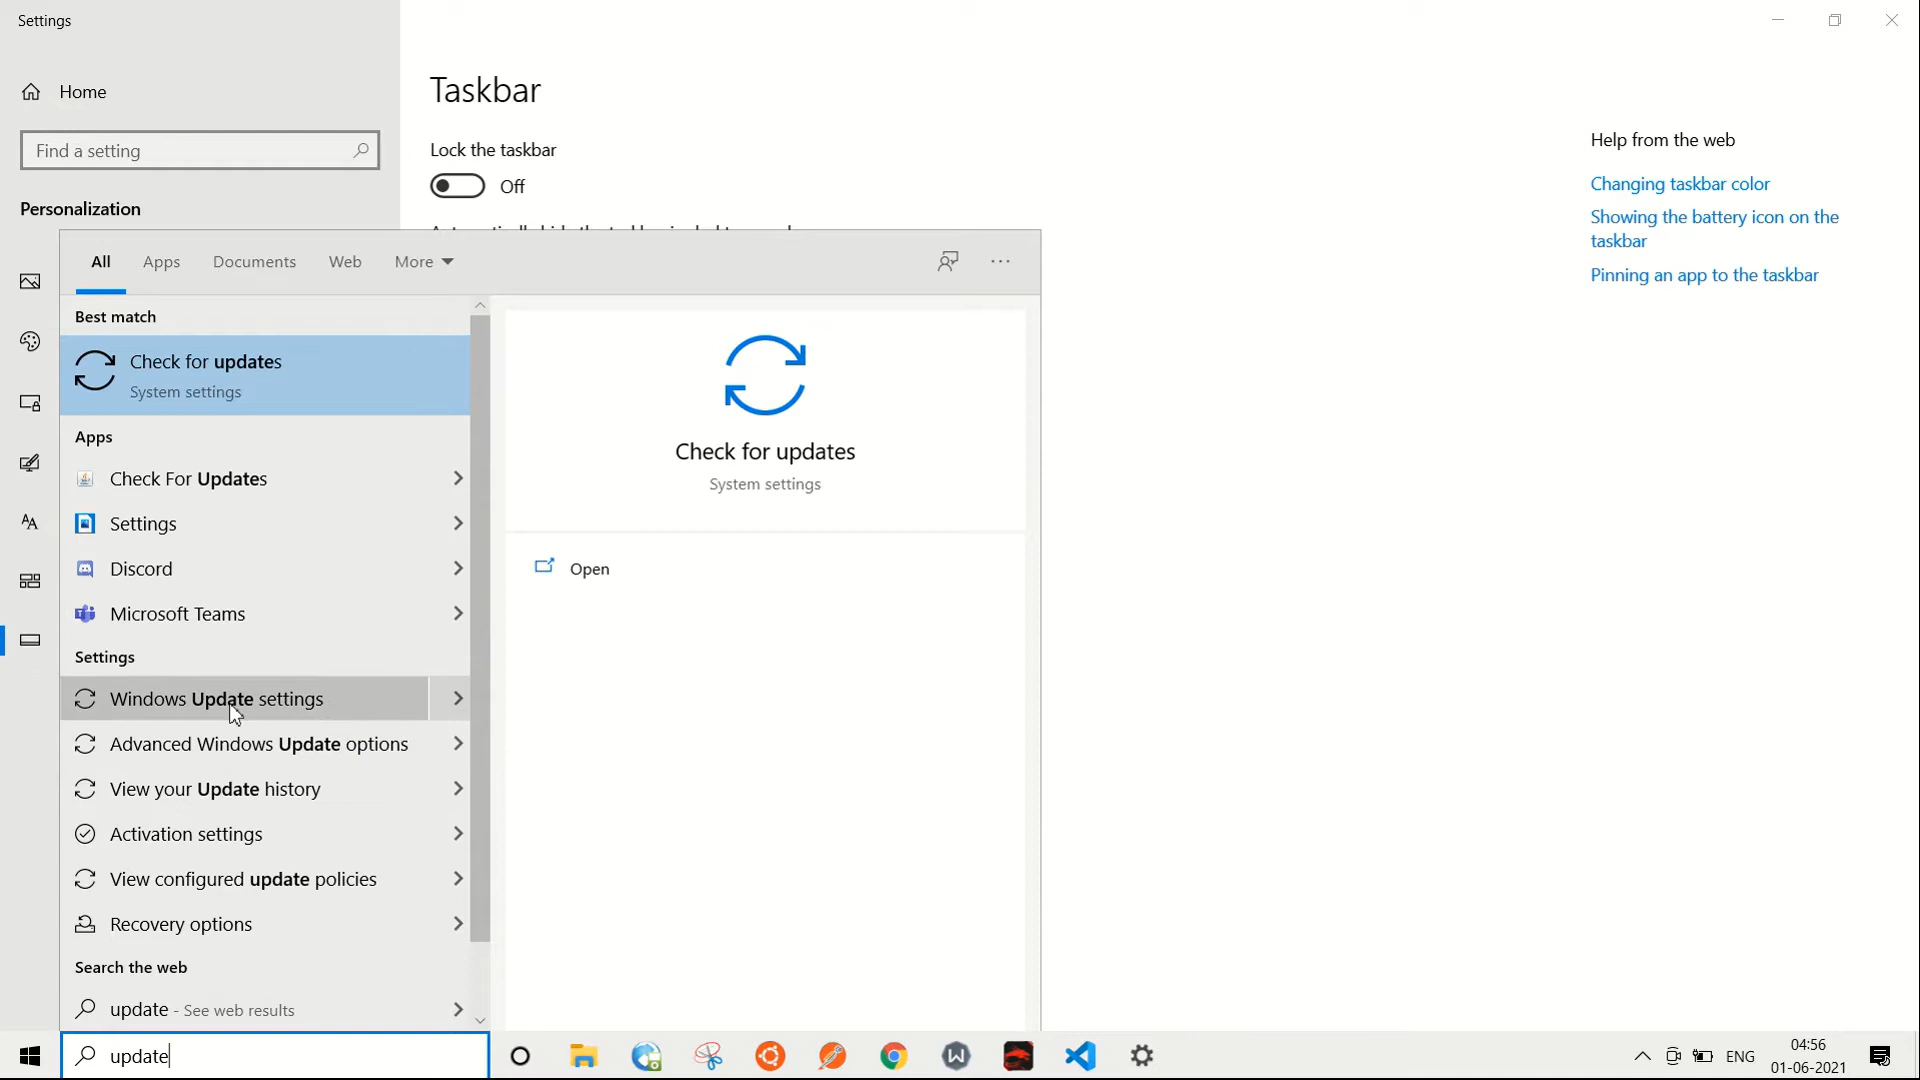 Settings
Home
Find a setting
Personalization
Taskbar
Lock the taskbar
Off
Help from the web
Changing taskbar color
Showing the battery icon on the
taskbar
Pinning an app to the taskbar
All Apps Documents Web More
Best match
Check for updates
System settings
Apps
Check For Updates
Settings
Discord
Microsoft Teams
Settings
Windows Update settings
Advanced Windows Update options
View your Update history
Activation settings
View configured update policies
Recovery options
Search the web
update - See web results
Check for updates
System settings
Open
update
ENG
04:56
01-06-2021